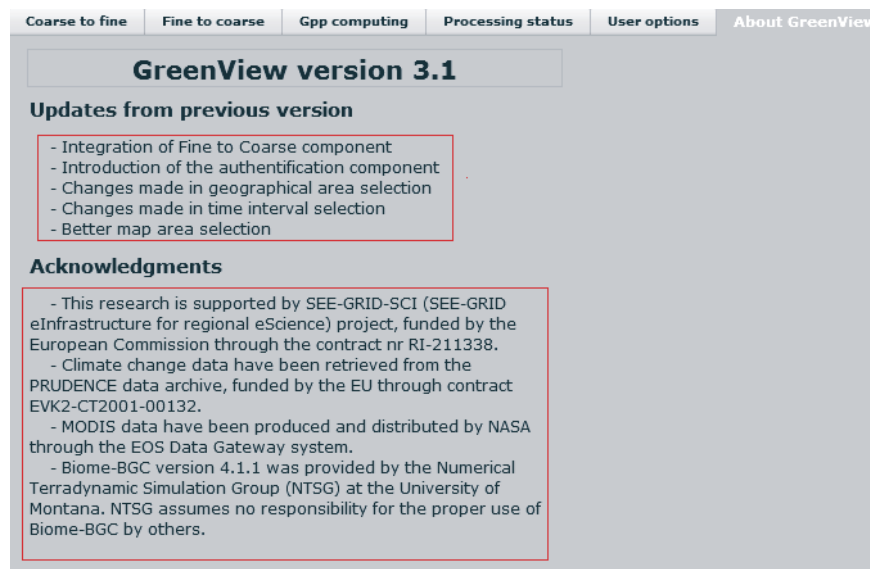 Coarse to fine Fine to coarse Gpp computing Processing status User options About GreenView
GreenView version 3.1
Updates from previous version
- Integration of Fine to Coarse component
- Introduction of the authentification component
- Changes made in geographical area selection
- Changes made in time interval selection
- Better map area selection
Acknowledgments
- This research is supported by SEE-GRID-SCI (SEE-GRID
eInfrastructure for regional eScience) project, funded by the
European Commission through the contract nr RI-211338.
- Climate change data have been retrieved from the
PRUDENCE data archive, funded by the EU through contract
EVK2-CT2001-00132.
- MODIS data have been produced and distributed by NASA
through the EOS Data Gateway system.
- Biome-BGC version 4.1.1 was provided by the Numerical
Terradynamic Simulation Group (NTSG) at the University of
Montana. NTSG assumes no responsibility for the proper use of
Biome-BGC by others.